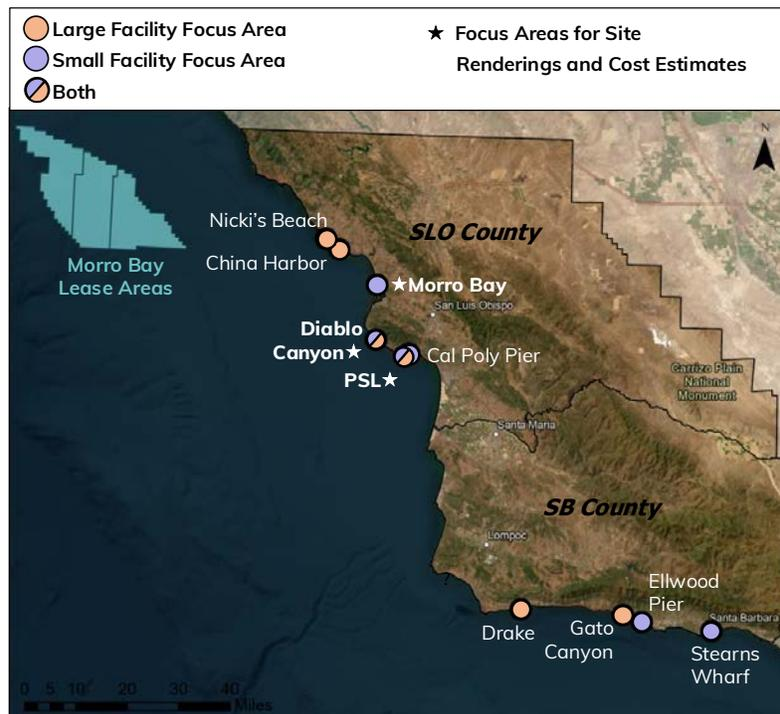 Large Facility Focus Area
Small Facility Focus Area
Both
★ Focus Areas for Site
Renderings and Cost Estimates
N
Nicki's Beach
China Harbor
SLO County
Morro Bay
Lease Areas
★Morro Bay
San Luis Obispo
Diablo
Canyon★
Cal Poly Pier
PSL★
Carrizo Plain
National
Monument
Santa Maria
SB County
Lompoc
Ellwood
Pier
Santa Barbara
Drake
Gato
Canyon
Stearns
Wharf
0 5 10 20 30 40
Miles